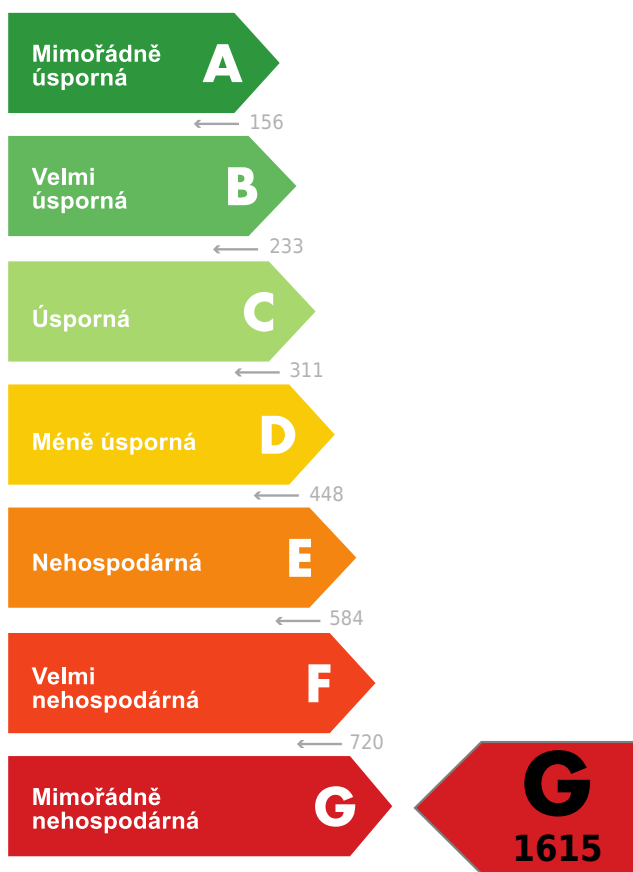 Mimořádně
úsporná
A
← 156
Velmi
úsporná
B
← 233
Úsporná
C
← 311
Méně úsporná
D
← 448
Nehospodárná
E
← 584
Velmi
nehospodárná
F
← 720
Mimořádně
nehospodárná
G
G
1615